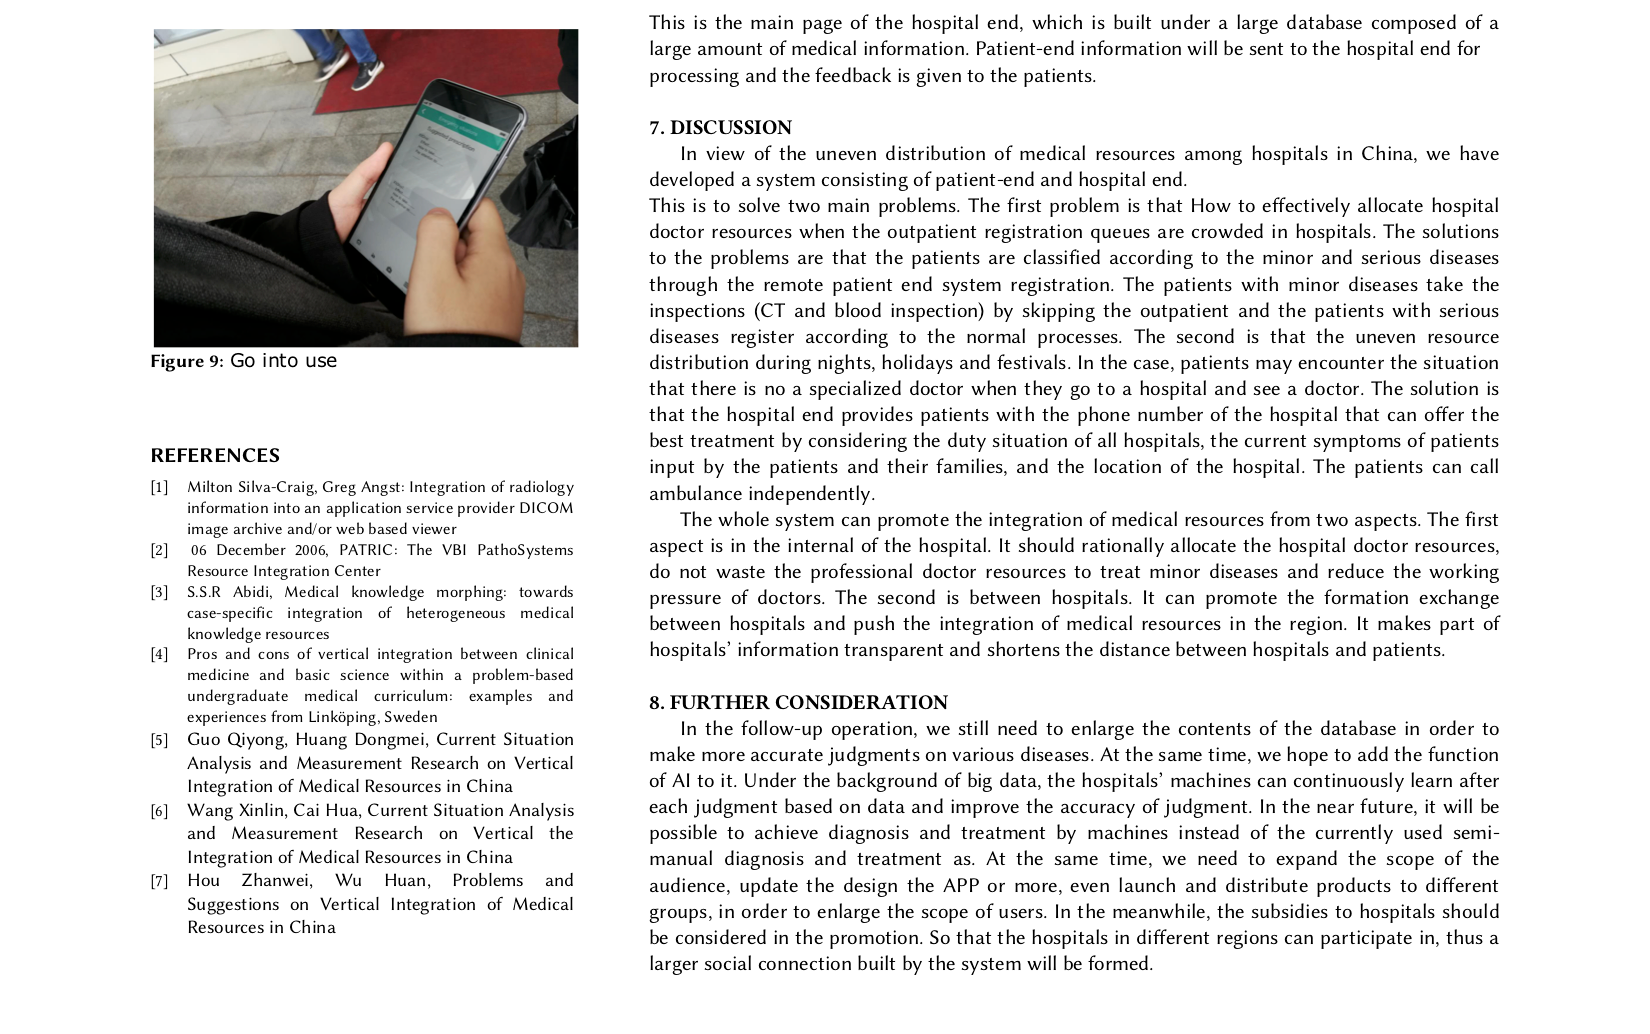 Figure 9: Go into use
REFERENCES
[1] Milton Silva-Craig, Greg Angst: Integration of radiology
information into an application service provider DICOM
image archive and/or web based viewer
[2] 06 December 2006, PATRIC: The VBI PathoSystems
Resource Integration Center
[3] S.S.R Abidi, Medical knowledge morphing: towards
case-specific integration of heterogeneous medical
knowledge resources
[4] Pros and cons of vertical integration between clinical
medicine and basic science within a problem-based
undergraduate medical curriculum: examples and
experiences from Linköping, Sweden
[5] Guo Qiyong, Huang Dongmei, Current Situation
Analysis and Measurement Research on Vertical
Integration of Medical Resources in China
[6] Wang Xinlin, Cai Hua, Current Situation Analysis
and Measurement Research on Vertical the
Integration of Medical Resources in China
[7] Hou Zhanwei, Wu Huan, Problems and
Suggestions on Vertical Integration of Medical
Resources in China
This is the main page of the hospital end, which is built under a large database composed of a
large amount of medical information. Patient-end information will be sent to the hospital end for
processing and the feedback is given to the patients.
7. DISCUSSION
In view of the uneven distribution of medical resources among hospitals in China, we have
developed a system consisting of patient-end and hospital end.
This is to solve two main problems. The first problem is that How to effectively allocate hospital
doctor resources when the outpatient registration queues are crowded in hospitals. The solutions
to the problems are that the patients are classified according to the minor and serious diseases
through the remote patient end system registration. The patients with minor diseases take the
inspections (CT and blood inspection) by skipping the outpatient and the patients with serious
diseases register according to the normal processes. The second is that the uneven resource
distribution during nights, holidays and festivals. In the case, patients may encounter the situation
that there is no a specialized doctor when they go to a hospital and see a doctor. The solution is
that the hospital end provides patients with the phone number of the hospital that can offer the
best treatment by considering the duty situation of all hospitals, the current symptoms of patients
input by the patients and their families, and the location of the hospital. The patients can call
ambulance independently.
The whole system can promote the integration of medical resources from two aspects. The first
aspect is in the internal of the hospital. It should rationally allocate the hospital doctor resources,
do not waste the professional doctor resources to treat minor diseases and reduce the working
pressure of doctors. The second is between hospitals. It can promote the formation exchange
between hospitals and push the integration of medical resources in the region. It makes part of
hospitals' information transparent and shortens the distance between hospitals and patients.
8. FURTHER CONSIDERATION
In the follow-up operation, we still need to enlarge the contents of the database in order to
make more accurate judgments on various diseases. At the same time, we hope to add the function
of AI to it. Under the background of big data, the hospitals' machines can continuously learn after
each judgment based on data and improve the accuracy of judgment. In the near future, it will be
possible to achieve diagnosis and treatment by machines instead of the currently used semi-
manual diagnosis and treatment as. At the same time, we need to expand the scope of the
audience, update the design the APP or more, even launch and distribute products to different
groups, in order to enlarge the scope of users. In the meanwhile, the subsidies to hospitals should
be considered in the promotion. So that the hospitals in different regions can participate in, thus a
larger social connection built by the system will be formed.